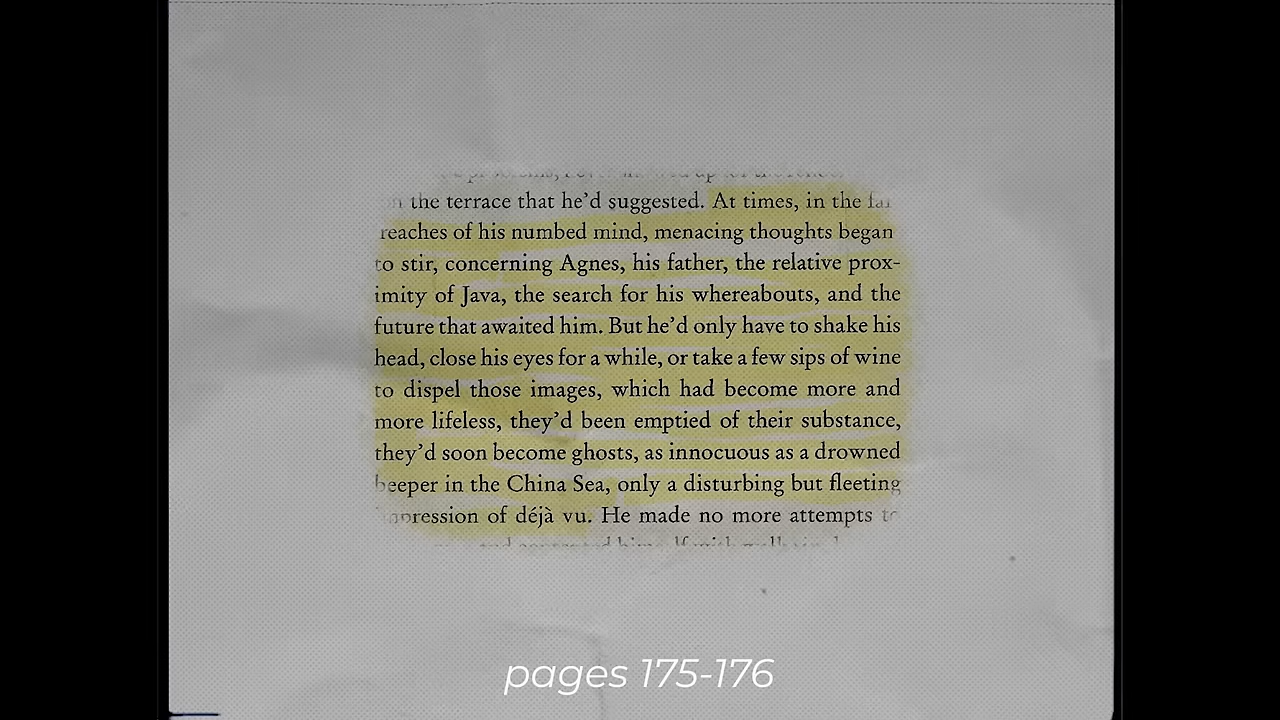 the terrace that he’d suggested. At times, in the far
reaches of his numbed mind, menacing thoughts began
to stir, concerning Agnes, his father, the relative prox-
imity of Java, the search for his whereabouts, and the
future that awaited him. But he’d only have to shake his
head, close his eyes for a while, or take a few sips of wine
to dispel those images, which had become more and
more lifeless, they’d been emptied of their substance,
they’d soon become ghosts, as innocuous as a drowned
beeper in the China Sea, only a disturbing but fleeting
impression of déjà vu. He made no more attempts to
pages 175-176